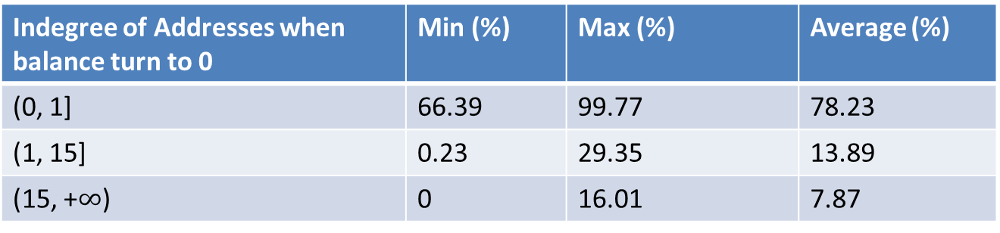 Indegree of Addresses when balance turn to 0 Min (%) Max (%) Average (%)
(0, 1] 66.39 99.77 78.23
(1, 15] 0.23 29.35 13.89
(15, +∞) 0 16.01 7.87